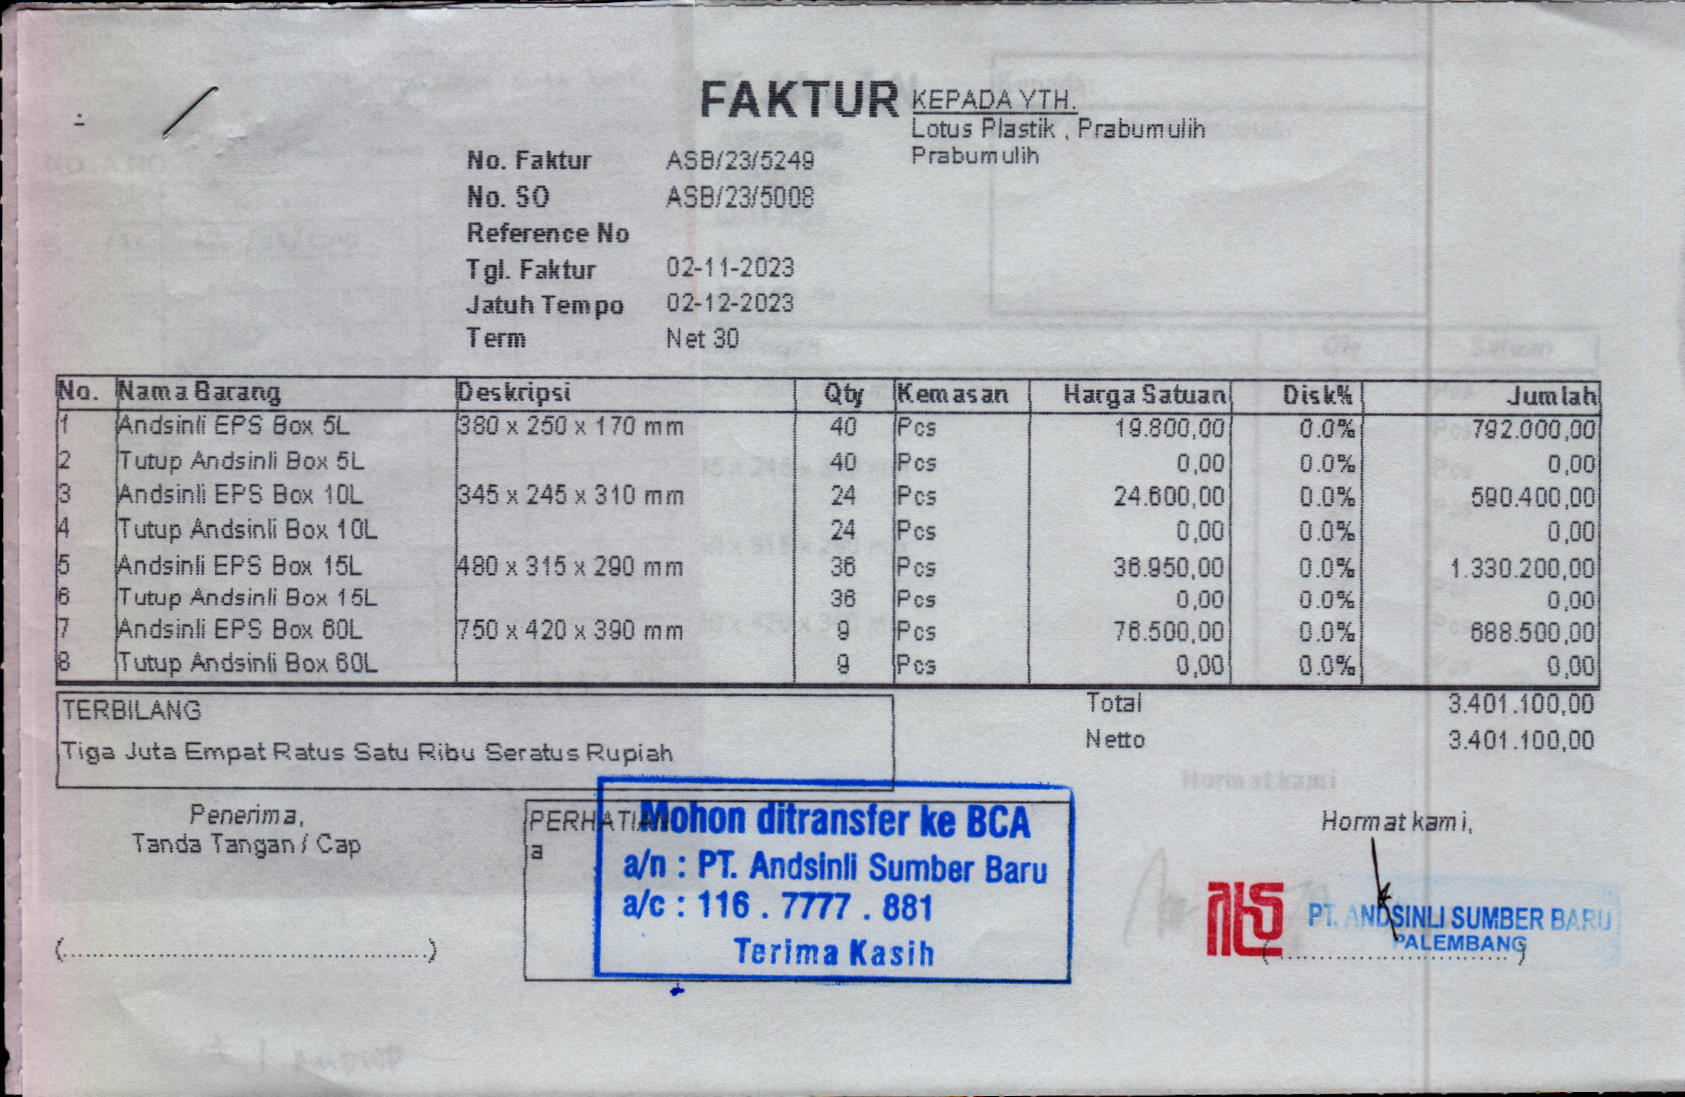 FAKTUR
KEPADA YTH.
Lotus Plastik , Prabumulih
Prabumulih
No. Faktur ASB/23/5249
No. SO ASB/23/5008
Reference No
Tgl. Faktur 02-11-2023
Jatuh Tempo 02-12-2023
Term Net 30
No. Nama Barang Deskripsi Qty Kemasan Harga Satuan Disk% Jumlah
1 Andsinli EPS Box 5L 380 x 250 x 170 mm 40 Pcs 19.800,00 0.0% 792.000,00
2 Tutup Andsinli Box 5L 40 Pcs 0,00 0.0% 0,00
3 Andsinli EPS Box 10L 345 x 245 x 310 mm 24 Pcs 24.600,00 0.0% 590.400,00
4 Tutup Andsinli Box 10L 24 Pcs 0,00 0.0% 0,00
5 Andsinli EPS Box 15L 480 x 315 x 290 mm 36 Pcs 36.950,00 0.0% 1.330.200,00
6 Tutup Andsinli Box 15L 36 Pcs 0,00 0.0% 0,00
7 Andsinli EPS Box 60L 750 x 420 x 390 mm 9 Pcs 76.500,00 0.0% 688.500,00
8 Tutup Andsinli Box 60L 9 Pcs 0,00 0.0% 0,00
Total 3.401.100,00
Netto 3.401.100,00
TERBILANG
Tiga Juta Empat Ratus Satu Ribu Seratus Rupiah
Penerima,
Tanda Tangan / Cap
PERHATIAN
a
Mohon ditransfer ke BCA
a/n : PT. Andsinli Sumber Baru
a/c : 116 . 7777 . 881
Terima Kasih
Hormat kami,
PT. ANDSINLI SUMBER BARU
PALEMBANG